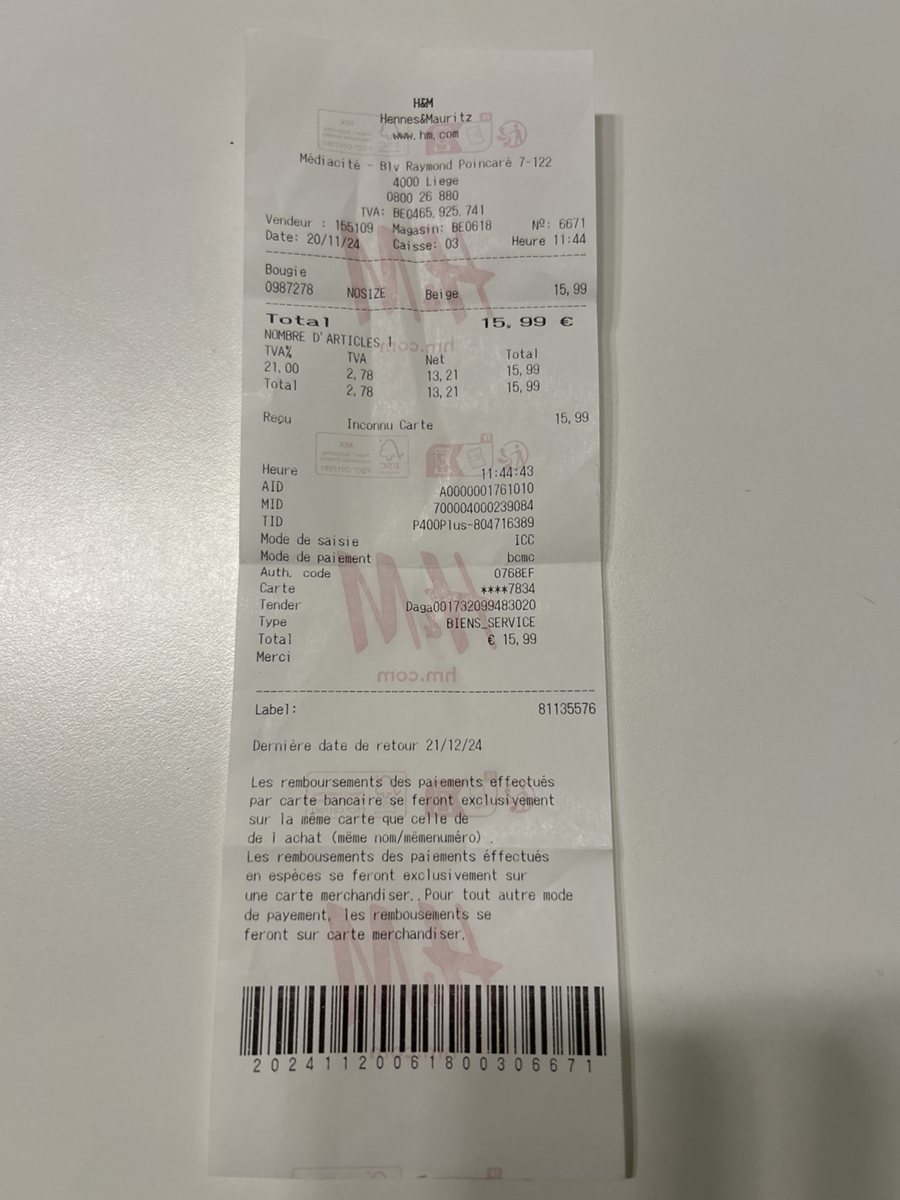 H&M
Hennes&Mauritz
www.hm.com
Médiacité - Blv Raymond Poincaré 7-122
4000 Liege
0800 26 880
TVA: BE0465.925.741
Vendeur : 155109 Magasin: BE0618 Nº: 6671
Date: 20/11/24 Caisse: 03 Heure 11:44
Bougie
0987278 NOSIZE Beige 15,99
Total 15,99 €
NOMBRE D'ARTICLES 1
TVA% TVA Net Total
21,00 2,78 13,21 15,99
Total 2,78 13,21 15,99
Reçu Inconnu Carte 15,99
Heure 11:44:43
AID A0000001761010
MID 700004000239084
TID P400Plus-804716389
Mode de saisie ICC
Mode de paiement bcmc
Auth. code 0768EF
Carte ****7834
Tender Daga001732099483020
Type BIENS_SERVICE
Total € 15,99
Merci
hm.com
Label: 81135576
Dernière date de retour 21/12/24
Les remboursements des paiements effectués
par carte bancaire se feront exclusivement
sur la même carte que celle de
de l achat (même nom/mêmenuméro) .
Les rembousements des paiements éffectués
en espèces se feront exclusivement sur
une carte merchandiser..Pour tout autre mode
de payement, les rembousements se
feront sur carte merchandiser.
20241120061800306671